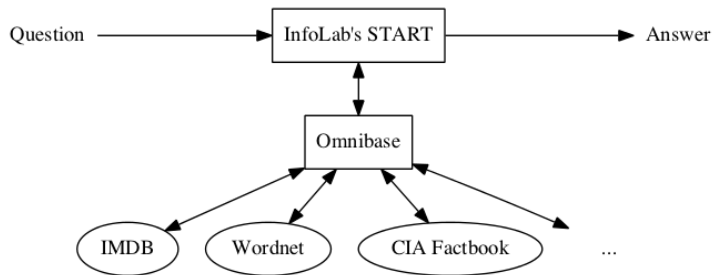 Question
InfoLab's START
Answer
Omnibase
IMDB
Wordnet
CIA Factbook
...